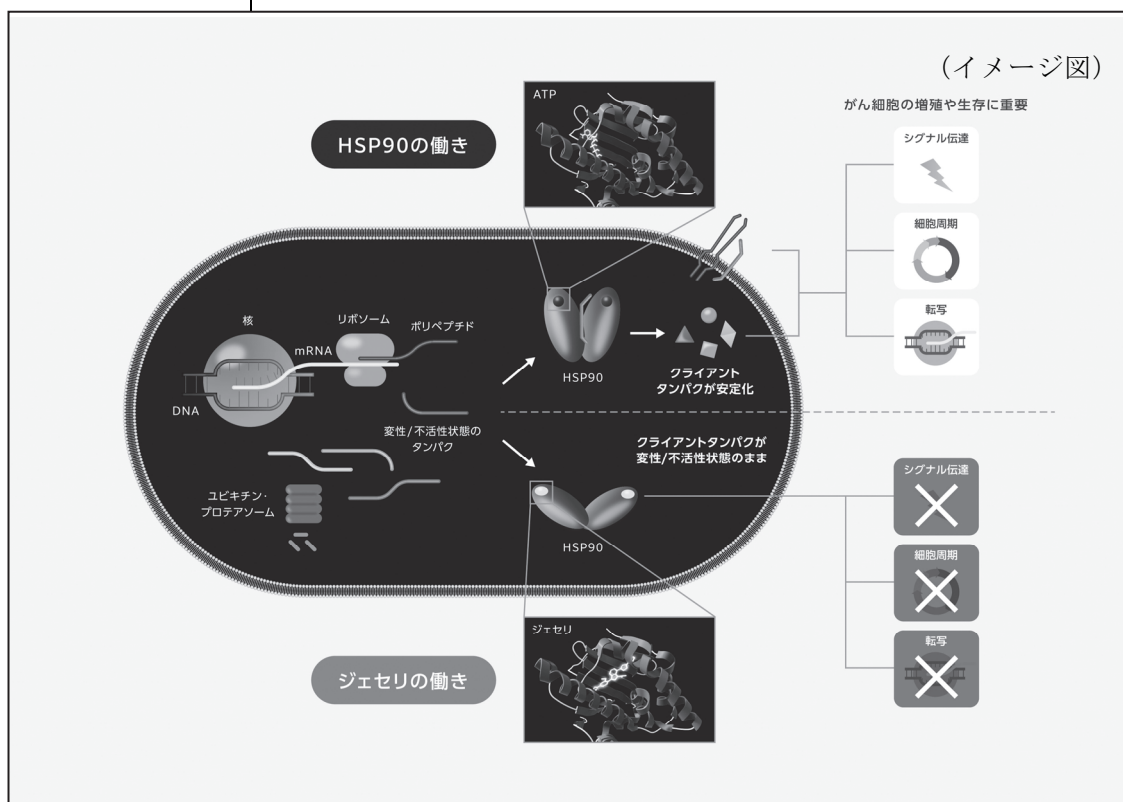 (イメージ図)
がん細胞の増殖や生存に重要
HSP90の働き
ATP
シグナル伝達
細胞周期
転写
核
リボソーム
ポリペプチド
mRNA
DNA
HSP90
クライアント
タンパクが安定化
変性/不活性状態の
タンパク
クライアントタンパクが
変性/不活性状態のまま
ユビキチン・
プロテアソーム
HSP90
シグナル伝達
細胞周期
転写
ジェセリの働き
ジェセリ